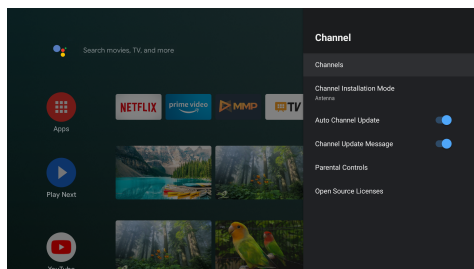 Search movies, TV, and more
Apps
NETFLIX
prime video
MMP
TV
Play Next
YouTube
Channel
Channels
Channel Installation Mode
Antenna
Auto Channel Update
Channel Update Message
Parental Controls
Open Source Licenses